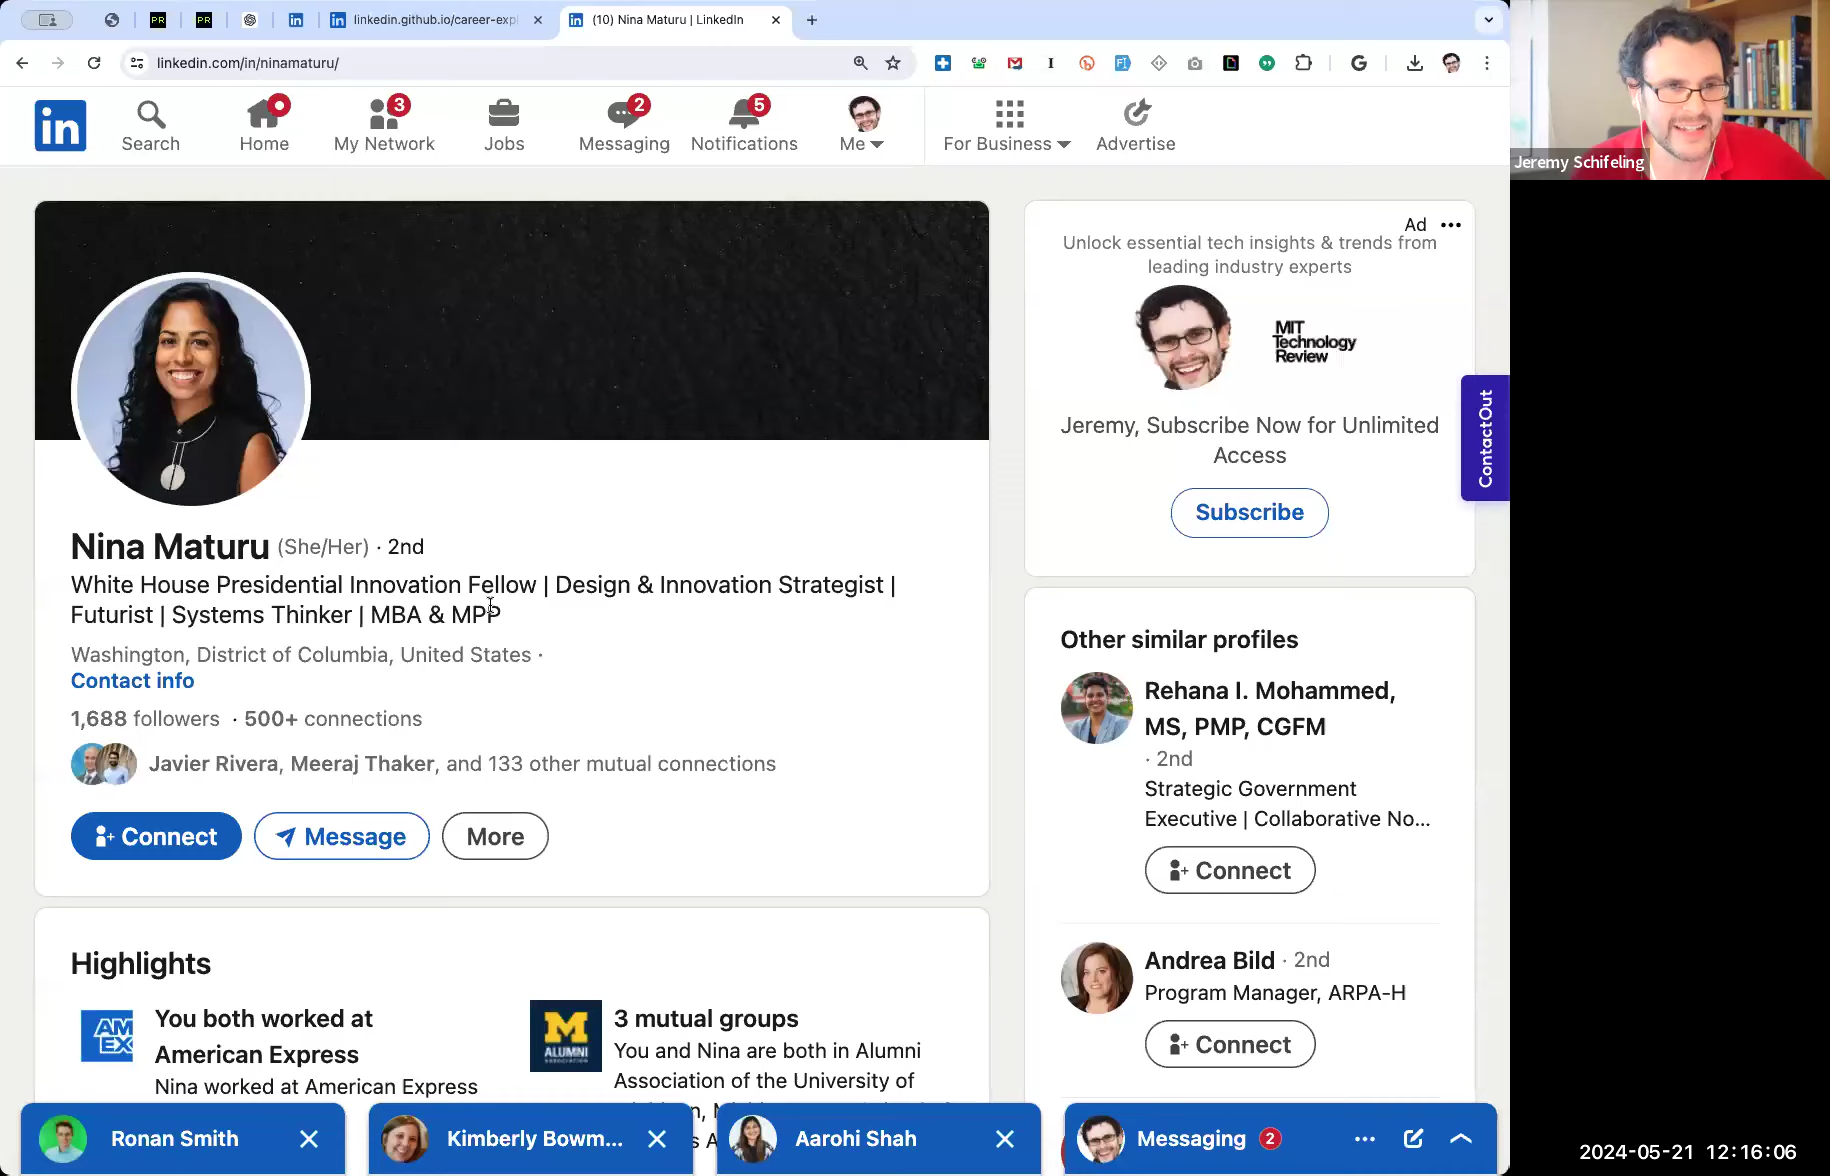 linkedin.github.io/career-expl
(10) Nina Maturu | LinkedIn
linkedin.com/in/ninamaturu/
Search
Home
My Network
3
Jobs
Messaging
2
Notifications
5
Me
For Business
Advertise
Jeremy Schifeling
Nina Maturu (She/Her) · 2nd
White House Presidential Innovation Fellow | Design & Innovation Strategist |
Futurist | Systems Thinker | MBA & MPP
Washington, District of Columbia, United States ·
Contact info
1,688 followers · 500+ connections
Javier Rivera, Meeraj Thaker, and 133 other mutual connections
Connect
Message
More
Highlights
AM
EX
You both worked at
American Express
Nina worked at American Express
M
ALUMNI
3 mutual groups
You and Nina are both in Alumni
Association of the University of
Ad
Unlock essential tech insights & trends from
leading industry experts
MIT
Technology
Review
Jeremy, Subscribe Now for Unlimited
Access
Subscribe
ContactOut
Other similar profiles
Rehana I. Mohammed,
MS, PMP, CGFM
· 2nd
Strategic Government
Executive | Collaborative No...
Connect
Andrea Bild · 2nd
Program Manager, ARPA-H
Connect
Ronan Smith
Kimberly Bowm...
Aarohi Shah
Messaging 2
2024-05-21 12:16:06